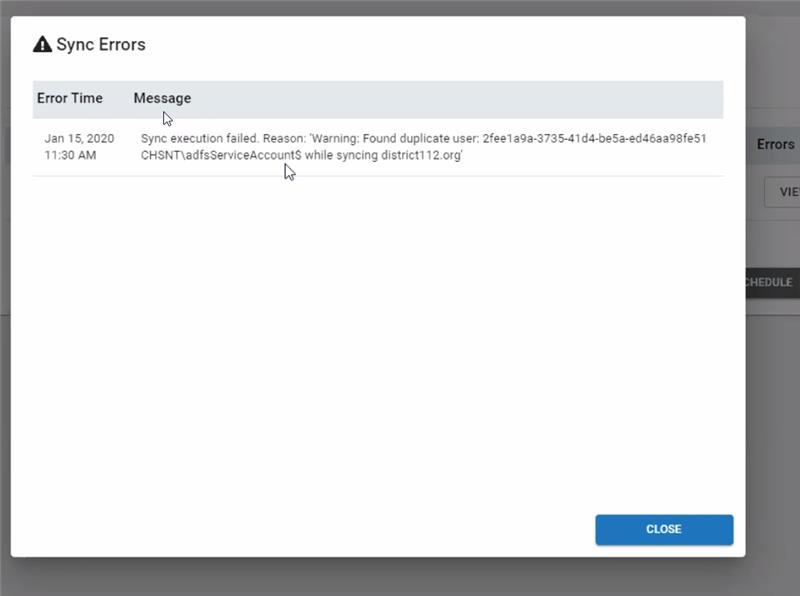 Sync Errors
Error Time Message
Jan 15, 2020 Sync execution failed. Reason: 'Warning: Found duplicate user: 2fee1a9a-3735-41d4-be5a-ed46aa98fe51
11:30 AM CHSNT\adfsServiceAccount$ while syncing district112.org'
Errors
VIE
CHEDULE
CLOSE